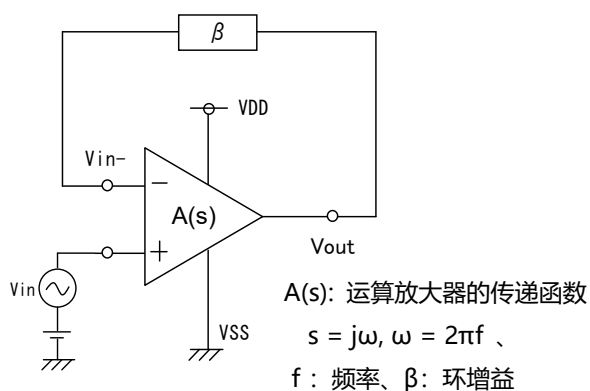 β
VDD
Vin-
A(s)
Vout
Vin
VSS
A(s): 运算放大器的传递函数
s = jω, ω = 2πf 、
f : 频率、β: 环增益